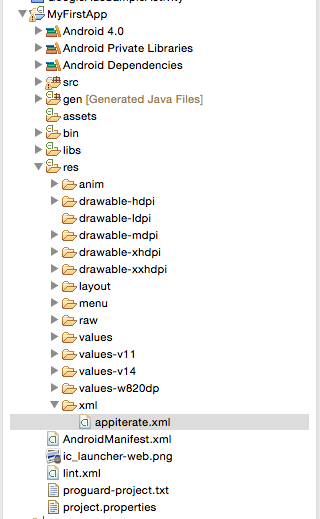 MyFirstApp
Android 4.0
Android Private Libraries
Android Dependencies
src
gen [Generated Java Files]
assets
bin
libs
res
anim
drawable-hdpi
drawable-ldpi
drawable-mdpi
drawable-xhdpi
drawable-xxhdpi
layout
menu
raw
values
values-v11
values-v14
values-w820dp
xml
appiterate.xml
AndroidManifest.xml
ic_launcher-web.png
lint.xml
proguard-project.txt
project.properties